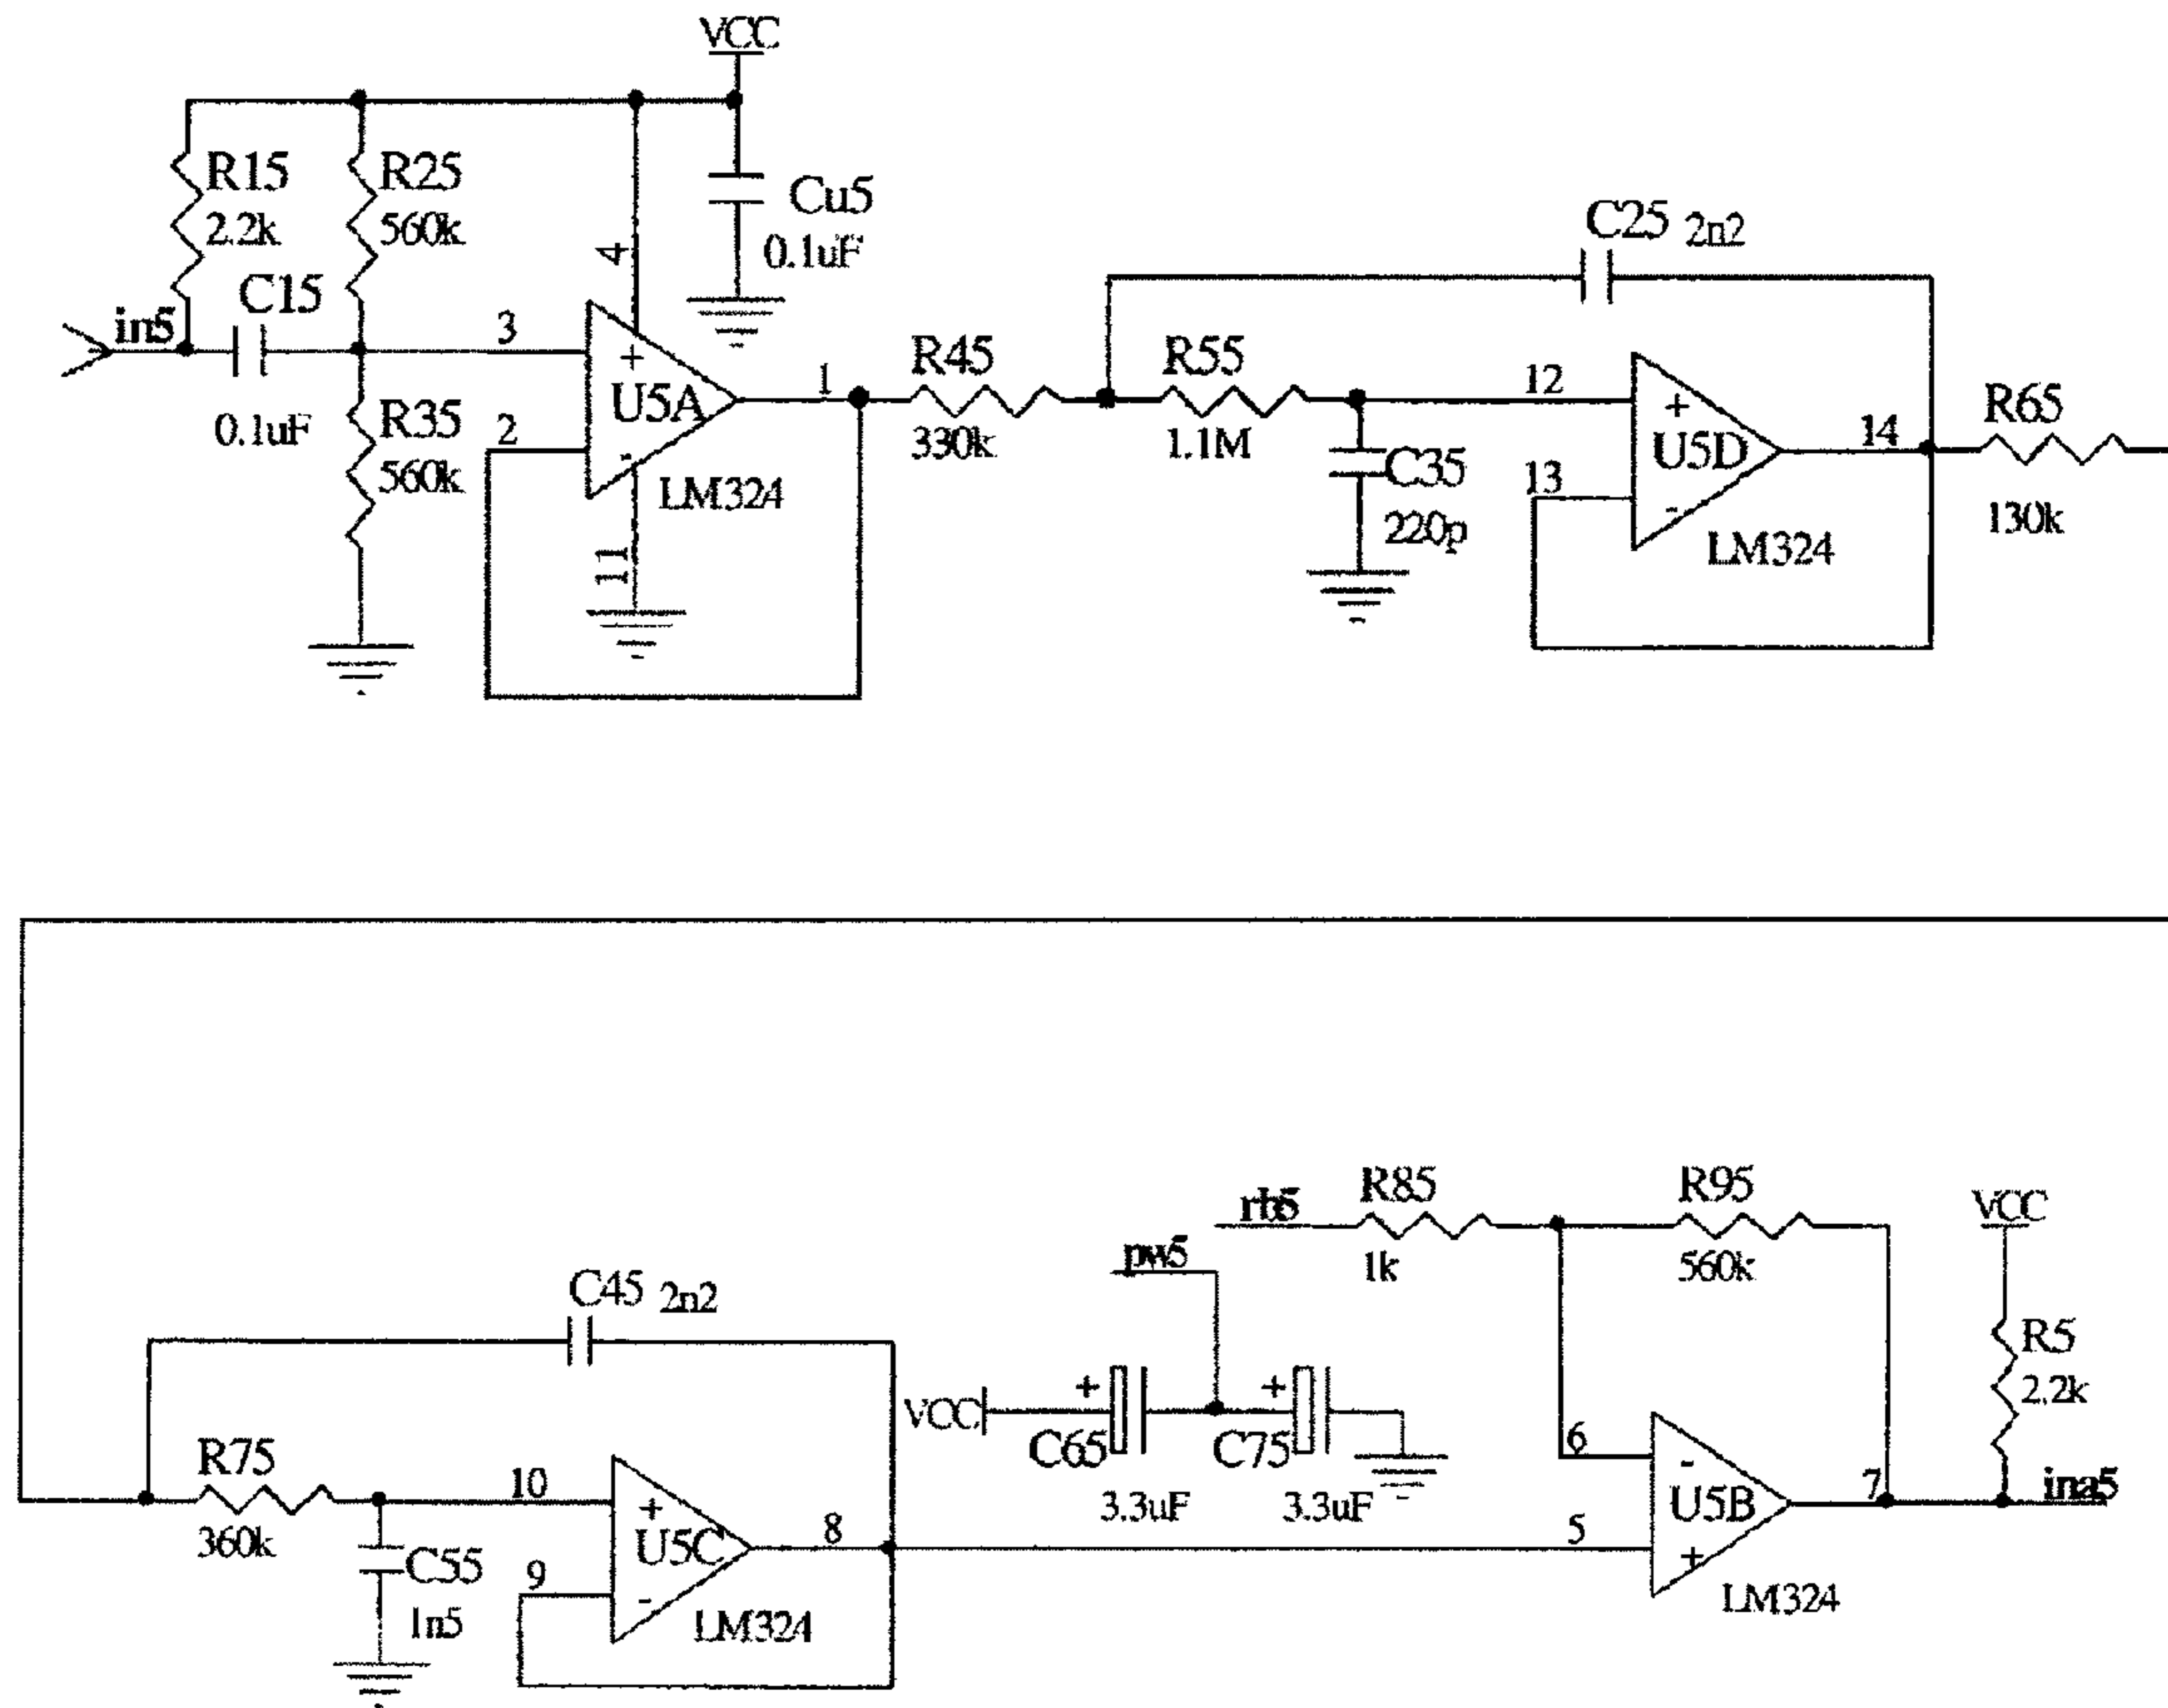 VCC
R15
2.2k
R25
560k
Cu5
0.1uF
4
C25 2n2
in5
C15
0.1uF
3
+
U5A
-
LM324
2
1
11
R35
560k
R45
330k
R55
1.1M
C35
220p
12
+
U5D
-
LM324
13
14
R65
130k
rb5
R85
1k
R95
560k
VCC
pw5
R5
2.2k
C45 2n2
VCC
+
C65
3.3uF
+
C75
3.3uF
R75
360k
10
+
U5C
-
LM324
9
8
C55
1n5
6
-
U5B
+
LM324
5
7
ina5